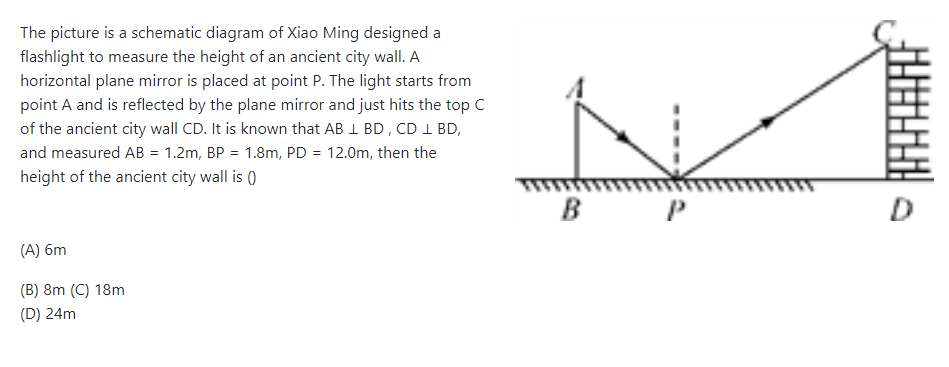 The picture is a schematic diagram of Xiao Ming designed a
flashlight to measure the height of an ancient city wall. A
horizontal plane mirror is placed at point P. The light starts from
point A and is reflected by the plane mirror and just hits the top C
of the ancient city wall CD. It is known that AB ⊥ BD , CD ⊥ BD,
and measured AB = 1.2m, BP = 1.8m, PD = 12.0m, then the
height of the ancient city wall is ()
(A) 6m
(B) 8m (C) 18m
(D) 24m
C
A
B P D